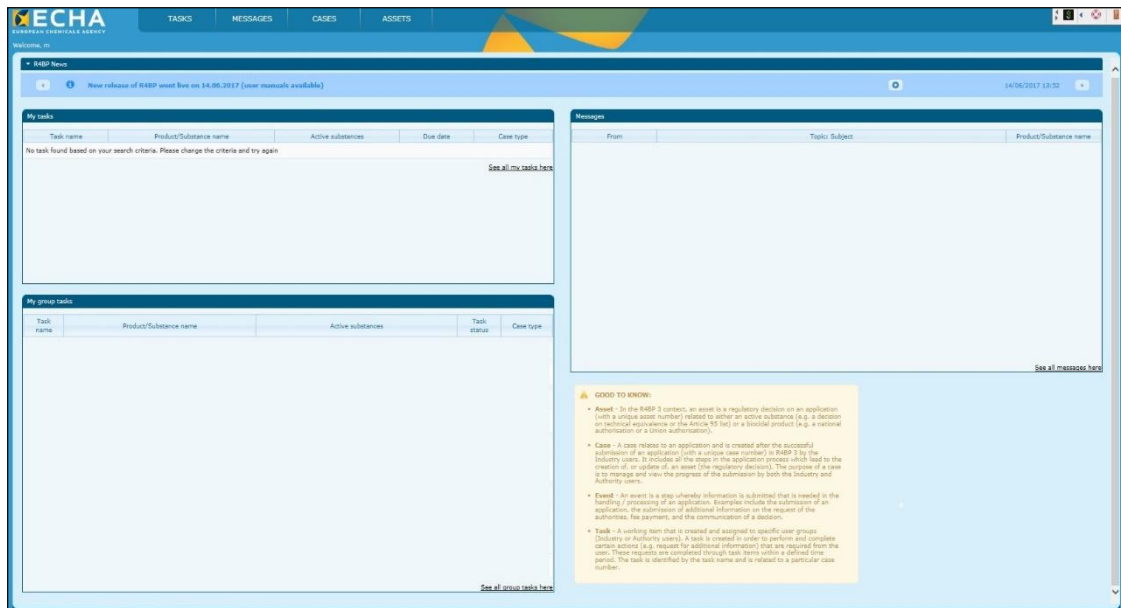 ECHA
EUROPEAN CHEMICALS AGENCY
TASKS MESSAGES CASES ASSETS
Welcome, m
R4BP News
New release of R4BP went live on 14.06.2017 (user manuals available)
14/06/2017 13:52
My tasks
Task name Product/Substance name Active substances Due date Case type
No task found based on your search criteria. Please change the criteria and try again
See all my tasks here
My group tasks
Task name Product/Substance name Active substances Task status Case type
See all group tasks here
Messages
From Topic: Subject Product/Substance name
See all messages here
GOOD TO KNOW:
• Asset - In the R4BP 3 context, an asset is a regulatory decision on an application
(with a unique asset number) related to either an active substance (e.g. a decision
on technical equivalence or the Article 95 list) or a biocidal product (e.g. a national
authorisation or a Union authorisation).
• Case - A case relates to an application and is created after the successful
submission of an application (with a unique case number) in R4BP 3 by the
Industry users. It includes all the steps in the application process which lead to the
creation of, or update of, an asset (the regulatory decision). The purpose of a case
is to manage and view the progress of the submission by both the Industry and
Authority users.
• Event - An event is a step whereby information is submitted that is needed in the
handling / processing of an application. Examples include the submission of an
application, the submission of additional information on the request of the
authorities, fee payment, and the communication of a decision.
• Task - A working item that is created and assigned to specific user groups
(Industry or Authority users). A task is created in order to perform and complete
certain actions (e.g. request for additional information) that are required from the
user. These requests are completed through task items within a defined time
period. The task is identified by the task name and is related to a particular case
number.